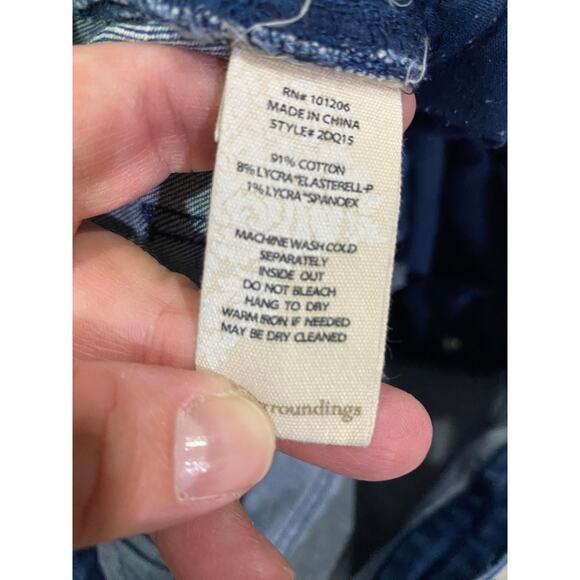 RN# 101206
MADE IN CHINA
STYLE# 2DQ15
91% COTTON
8% LYCRA® ELASTERELL-P
1% LYCRA® SPANDEX
MACHINE WASH COLD
SEPARATELY
INSIDE OUT
DO NOT BLEACH
HANG TO DRY
WARM IRON IF NEEDED
MAY BE DRY CLEANED
rroundings